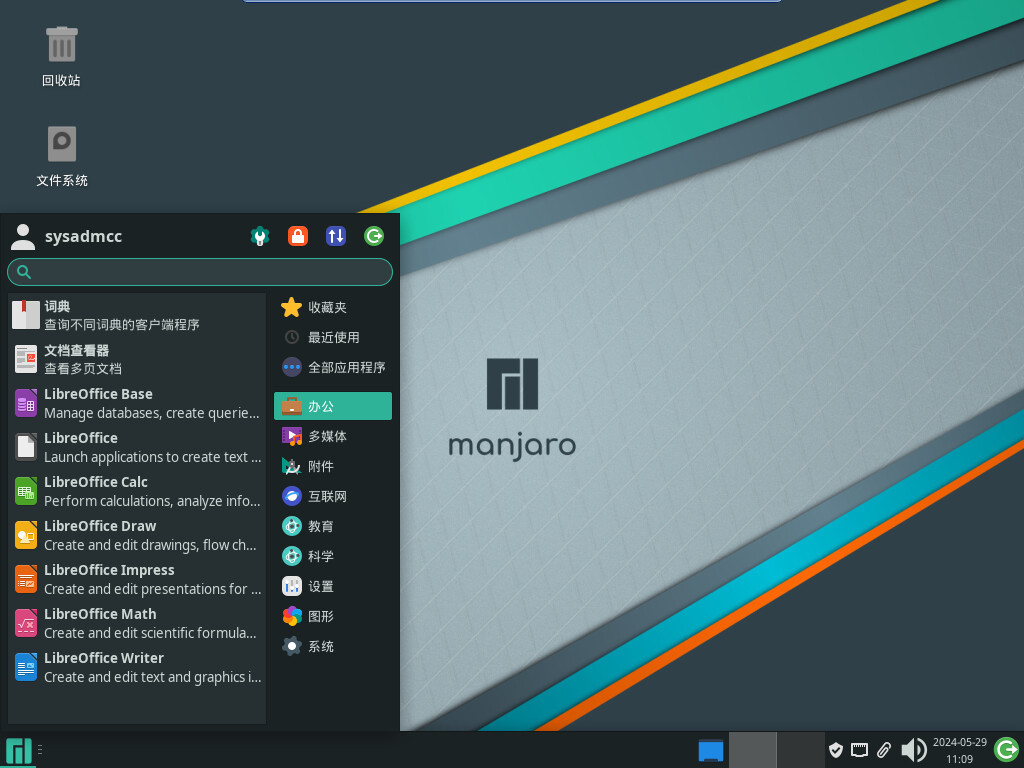 回收站
文件系统
sysadmcc
词典
查询不同词典的客户端程序
文档查看器
查看多页文档
LibreOffice Base
Manage databases, create querie...
LibreOffice
Launch applications to create text ...
LibreOffice Calc
Perform calculations, analyze info...
LibreOffice Draw
Create and edit drawings, flow ch...
LibreOffice Impress
Create and edit presentations for ...
LibreOffice Math
Create and edit scientific formula...
LibreOffice Writer
Create and edit text and graphics i...
收藏夹
最近使用
全部应用程序
办公
多媒体
附件
互联网
教育
科学
设置
图形
系统
manjaro
2024-05-29
11:09